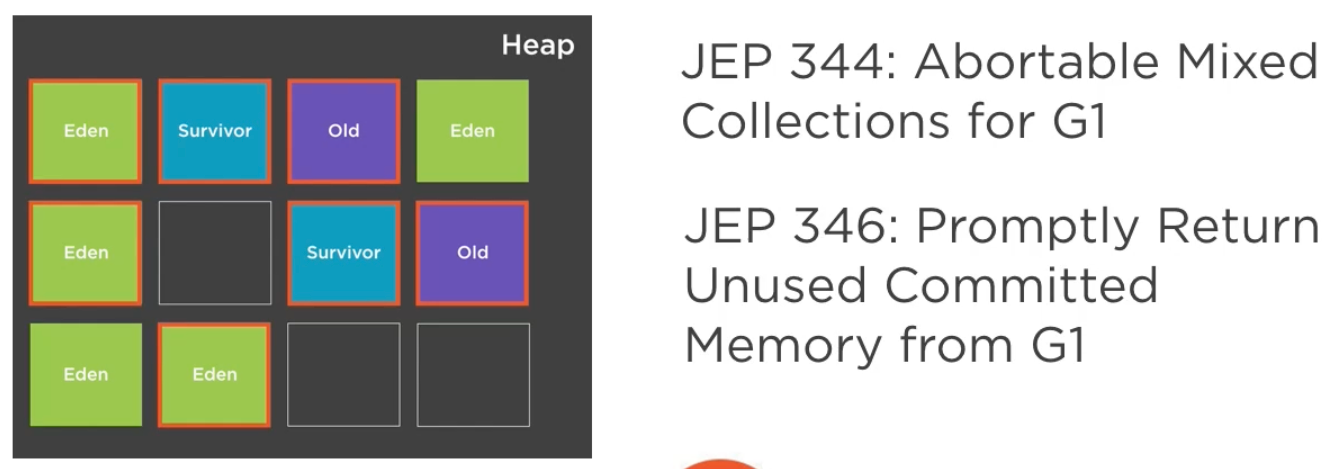 Heap
Eden Survivor Old Eden
Eden Survivor Old
Eden Eden
JEP 344: Abortable Mixed
Collections for G1
JEP 346: Promptly Return
Unused Committed
Memory from G1